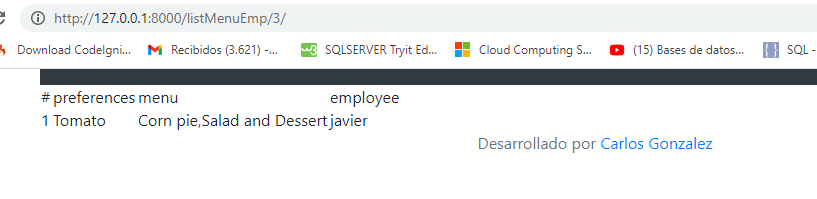 http://127.0.0.1:8000/listMenuEmp/3/
Download CodeIgni... Recibidos (3.621) -... w3 SQLSERVER Tryit Ed... Cloud Computing S... (15) Bases de datos... SQL -
# preferences menu employee
1 Tomato Corn pie,Salad and Dessert javier
Desarrollado por Carlos Gonzalez